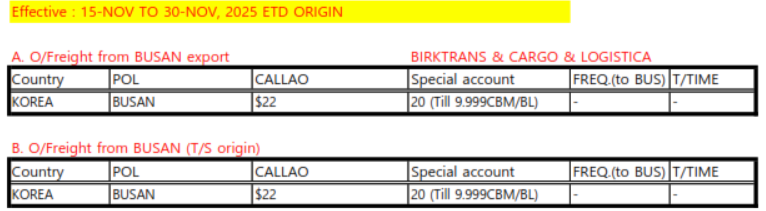 Effective : 15-NOV TO 30-NOV, 2025 ETD ORIGIN
A. O/Freight from BUSAN export BIRKTRANS & CARGO & LOGISTICA
Country POL CALLAO Special account FREQ.(to BUS) T/TIME
KOREA BUSAN $22 20 (Till 9.999CBM/BL) - -
B. O/Freight from BUSAN (T/S origin)
Country POL CALLAO Special account FREQ.(to BUS) T/TIME
KOREA BUSAN $22 20 (Till 9.999CBM/BL) - -